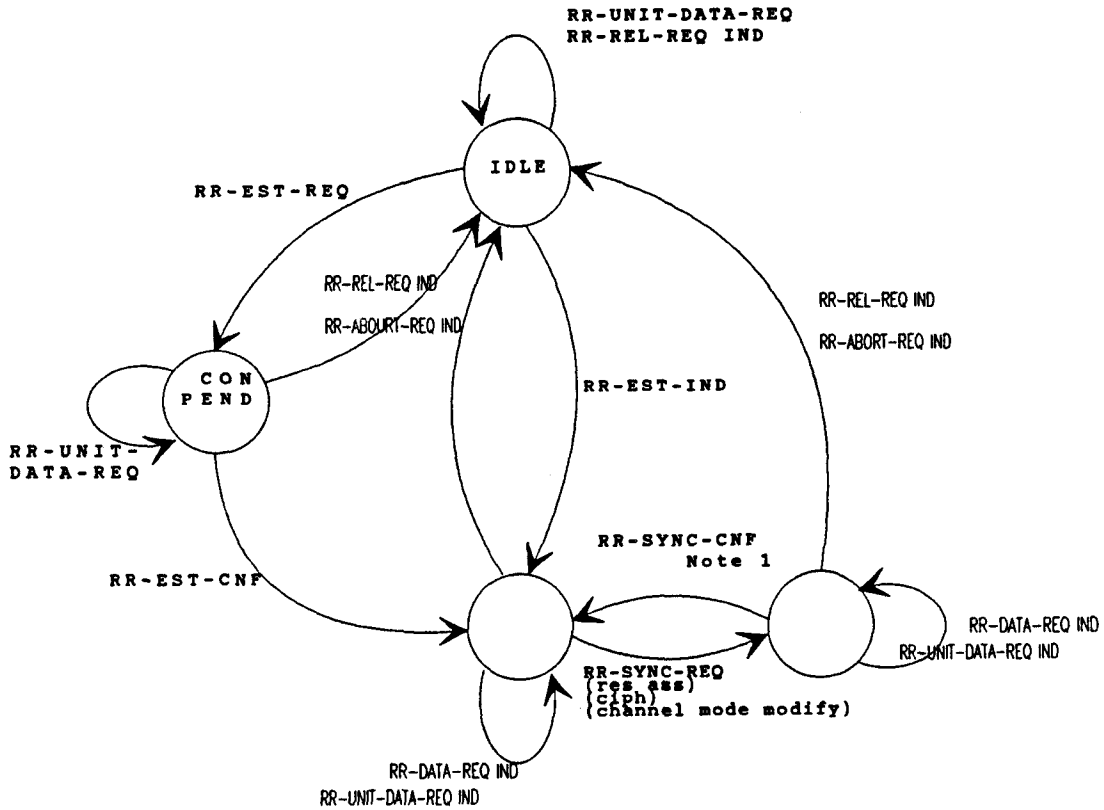 RR-UNIT-DATA-REQ
RR-REL-REQ IND
IDLE
RR-EST-REQ
RR-REL-REQ IND
RR-ABOURT-REQ IND
RR-REL-REQ IND
RR-ABORT-REQ IND
CON
PEND
RR-EST-IND
RR-UNIT-
DATA-REQ
RR-SYNC-CNF
Note 1
RR-EST-CNF
RR-DATA-REQ IND
RR-UNIT-DATA-REQ IND
RR-SYNC-REQ
(res ass)
(ciph)
(channel mode modify)
RR-DATA-REQ IND
RR-UNIT-DATA-REQ IND